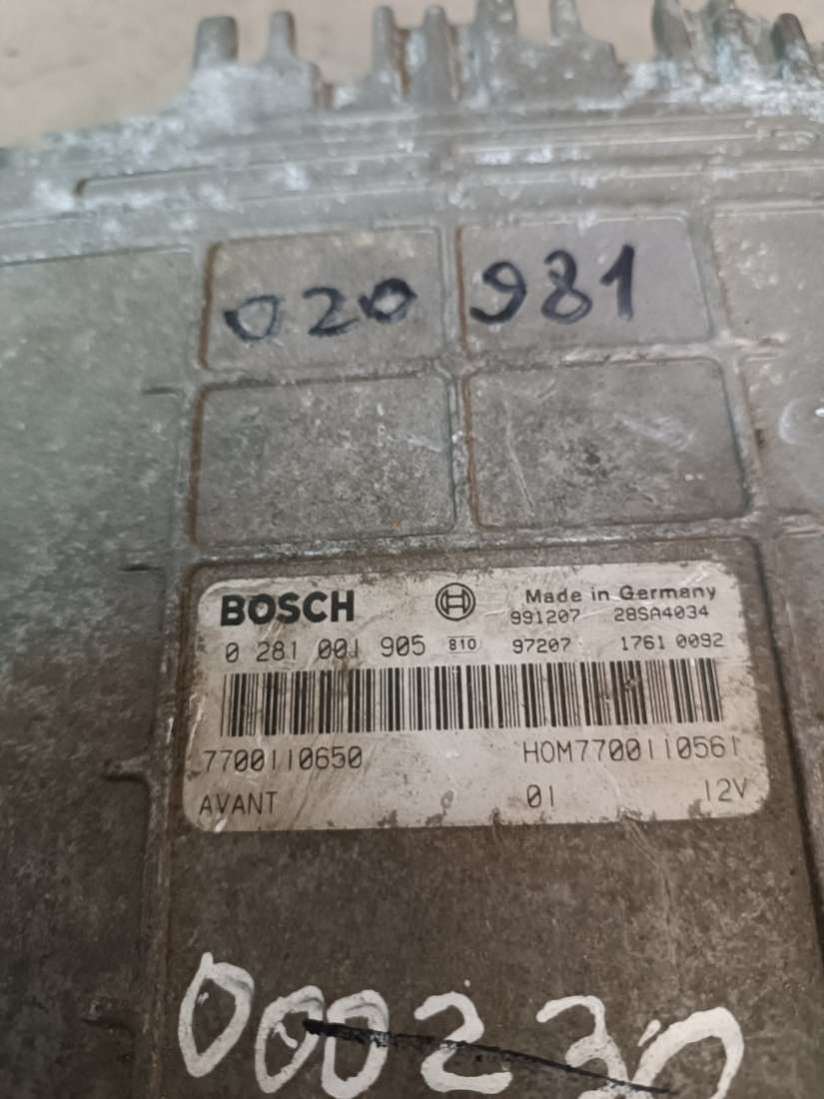 020 981
BOSCH Made in Germany
991207 28SA4034
0 281 001 905 810 97207 1761 0092
7700110650 HOM7700110561
AVANT 01 12V
000230